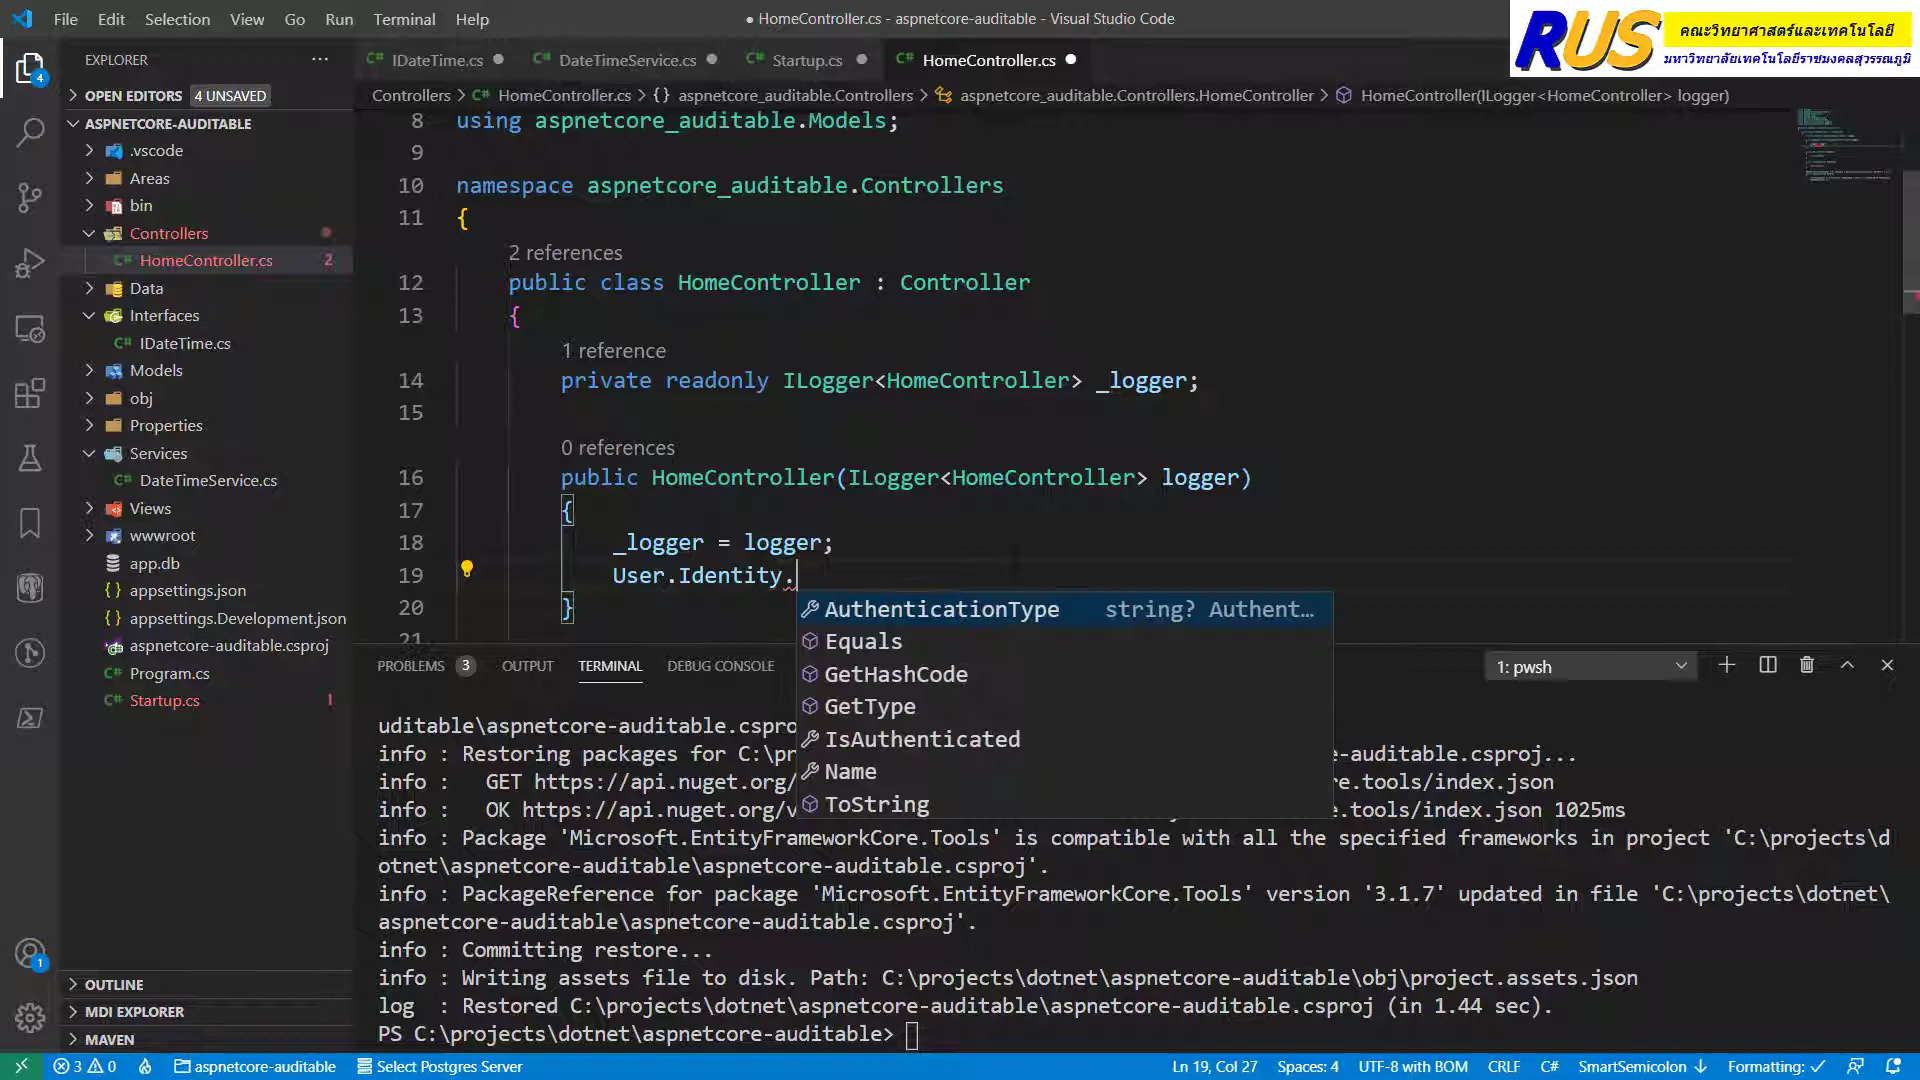 File Edit Selection View Go Run Terminal Help
● HomeController.cs - aspnetcore-auditable - Visual Studio Code
RUS
คณะวิทยาศาสตร์และเทคโนโลยี
มหาวิทยาลัยเทคโนโลยีราชมงคลสุวรรณภูมิ
EXPLORER ...
C# IDateTime.cs ● C# DateTimeService.cs ● C# Startup.cs ● C# HomeController.cs ●
4
OPEN EDITORS 4 UNSAVED
Controllers > C# HomeController.cs > {} aspnetcore_auditable.Controllers > aspnetcore_auditable.Controllers.HomeController > HomeController(ILogger<HomeController> logger)
ASPNETCORE-AUDITABLE
.vscode
Areas
bin
Controllers
C# HomeController.cs 2
Data
Interfaces
C# IDateTime.cs
Models
obj
Properties
Services
C# DateTimeService.cs
Views
wwwroot
app.db
{} appsettings.json
{} appsettings.Development.json
aspnetcore-auditable.csproj
C# Program.cs
C# Startup.cs 1
OUTLINE
MDI EXPLORER
MAVEN
1
8 using aspnetcore_auditable.Models;
9
10 namespace aspnetcore_auditable.Controllers
11 {
2 references
12 public class HomeController : Controller
13 {
1 reference
14 private readonly ILogger<HomeController> _logger;
15
0 references
16 public HomeController(ILogger<HomeController> logger)
17 {
18 _logger = logger;
19 User.Identity.
20 }
21
AuthenticationType string? Authent...
Equals
GetHashCode
GetType
IsAuthenticated
Name
ToString
PROBLEMS 3 OUTPUT TERMINAL DEBUG CONSOLE 1: pwsh
uditable\aspnetcore-auditable.cspro
info : Restoring packages for C:\pr e-auditable.csproj...
info : GET https://api.nuget.org/ re.tools/index.json
info : OK https://api.nuget.org/v e.tools/index.json 1025ms
info : Package 'Microsoft.EntityFrameworkCore.Tools' is compatible with all the specified frameworks in project 'C:\projects\d
otnet\aspnetcore-auditable\aspnetcore-auditable.csproj'.
info : PackageReference for package 'Microsoft.EntityFrameworkCore.Tools' version '3.1.7' updated in file 'C:\projects\dotnet\
aspnetcore-auditable\aspnetcore-auditable.csproj'.
info : Committing restore...
info : Writing assets file to disk. Path: C:\projects\dotnet\aspnetcore-auditable\obj\project.assets.json
log : Restored C:\projects\dotnet\aspnetcore-auditable\aspnetcore-auditable.csproj (in 1.44 sec).
PS C:\projects\dotnet\aspnetcore-auditable>
3 0 aspnetcore-auditable Select Postgres Server Ln 19, Col 27 Spaces: 4 UTF-8 with BOM CRLF C# SmartSemicolon ↓ Formatting: ✓